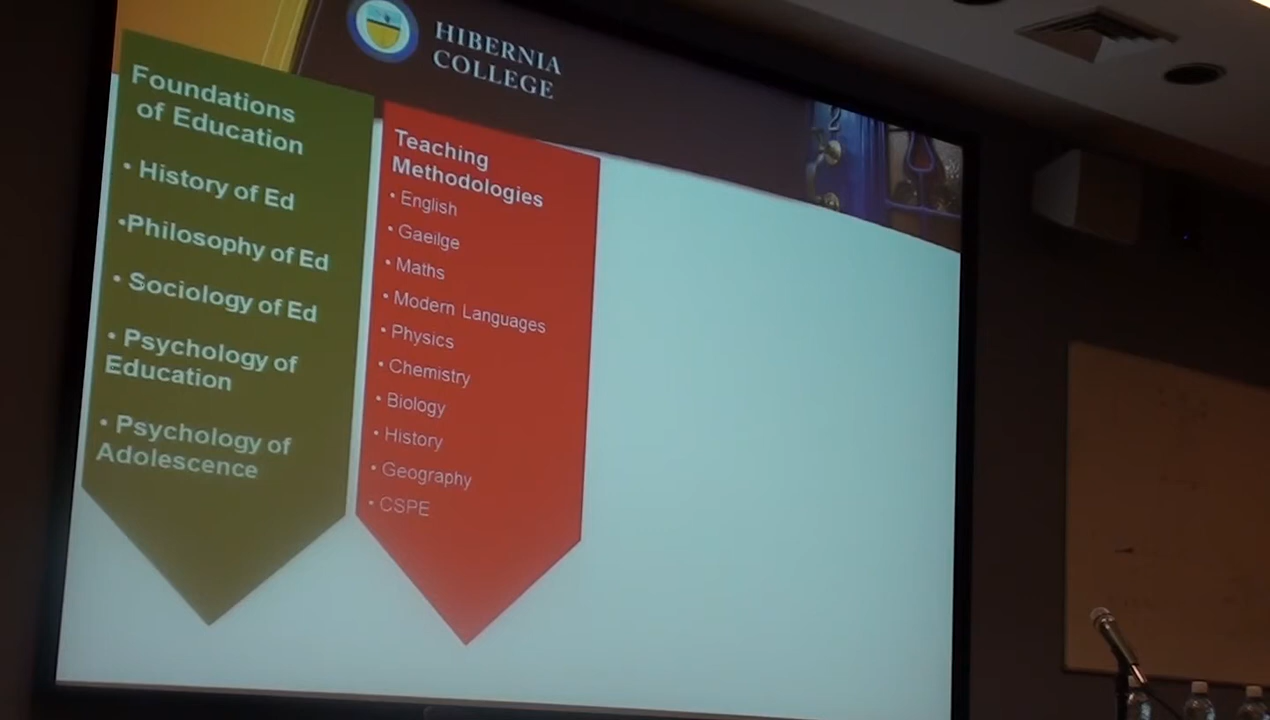 HIBERNIA
COLLEGE
Foundations
of Education
• History of Ed
•Philosophy of Ed
• Sociology of Ed
• Psychology of
Education
• Psychology of
Adolescence
Teaching
Methodologies
• English
• Gaeilge
• Maths
• Modern Languages
• Physics
• Chemistry
• Biology
• History
• Geography
• CSPE
2